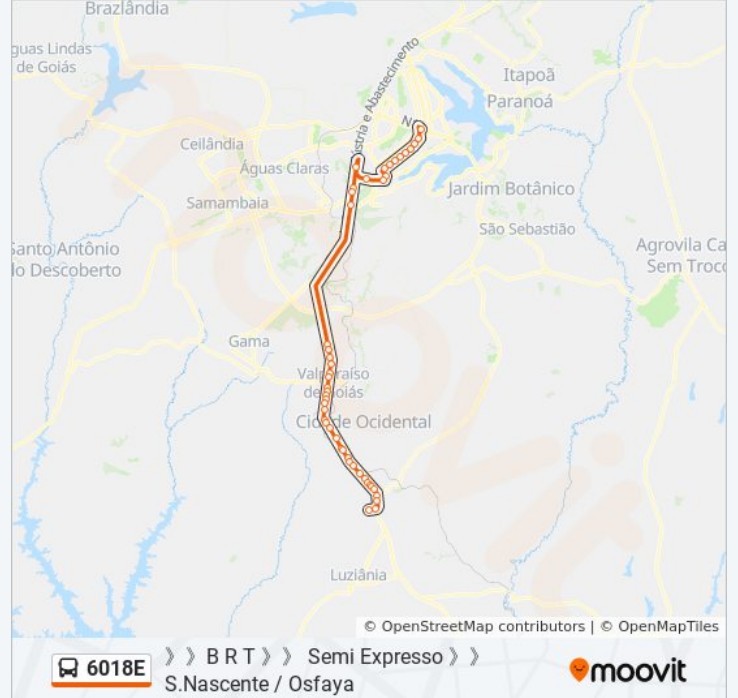 Brazlândia
guas Lindas
de Goiás
ústria e Abastecimento
Itapoã
Paranoá
Ceilândia
Águas Claras
Jardim Botânico
Samambaia
São Sebastião
Santo Antônio
do Descoberto
Agrovila Ca
Sem Troco
Gama
Valparaíso
de Goiás
Cidade Ocidental
Luziânia
© OpenStreetMap contributors | © OpenMapTiles
6018E
》 》 B R T 》 》 Semi Expresso 》 》
S.Nascente / Osfaya
moovit